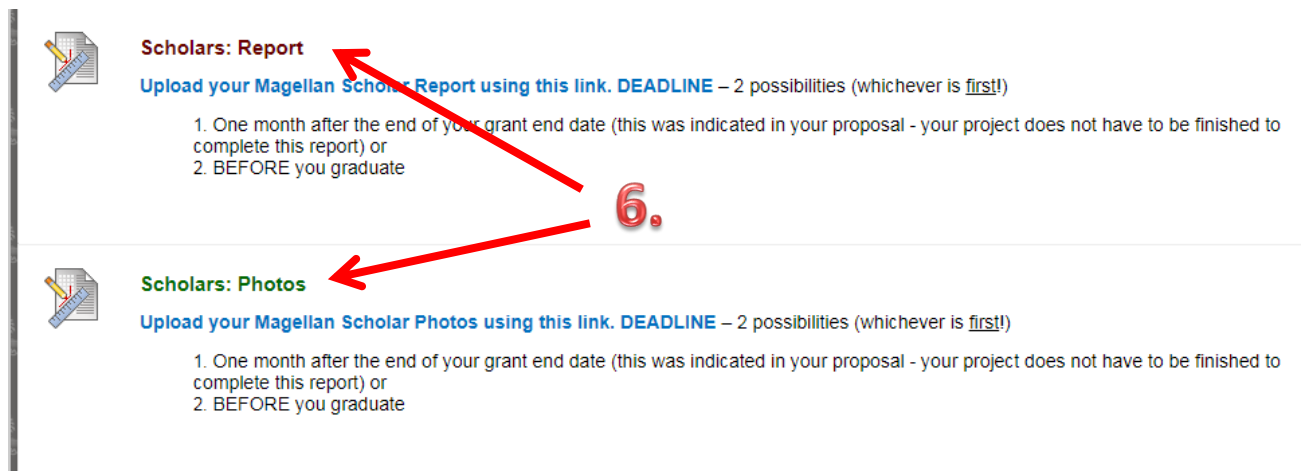 Scholars: Report
Upload your Magellan Scholar Report using this link. DEADLINE – 2 possibilities (whichever is first!)
1. One month after the end of your grant end date (this was indicated in your proposal - your project does not have to be finished to
complete this report) or
2. BEFORE you graduate
6.
Scholars: Photos
Upload your Magellan Scholar Photos using this link. DEADLINE – 2 possibilities (whichever is first!)
1. One month after the end of your grant end date (this was indicated in your proposal - your project does not have to be finished to
complete this report) or
2. BEFORE you graduate